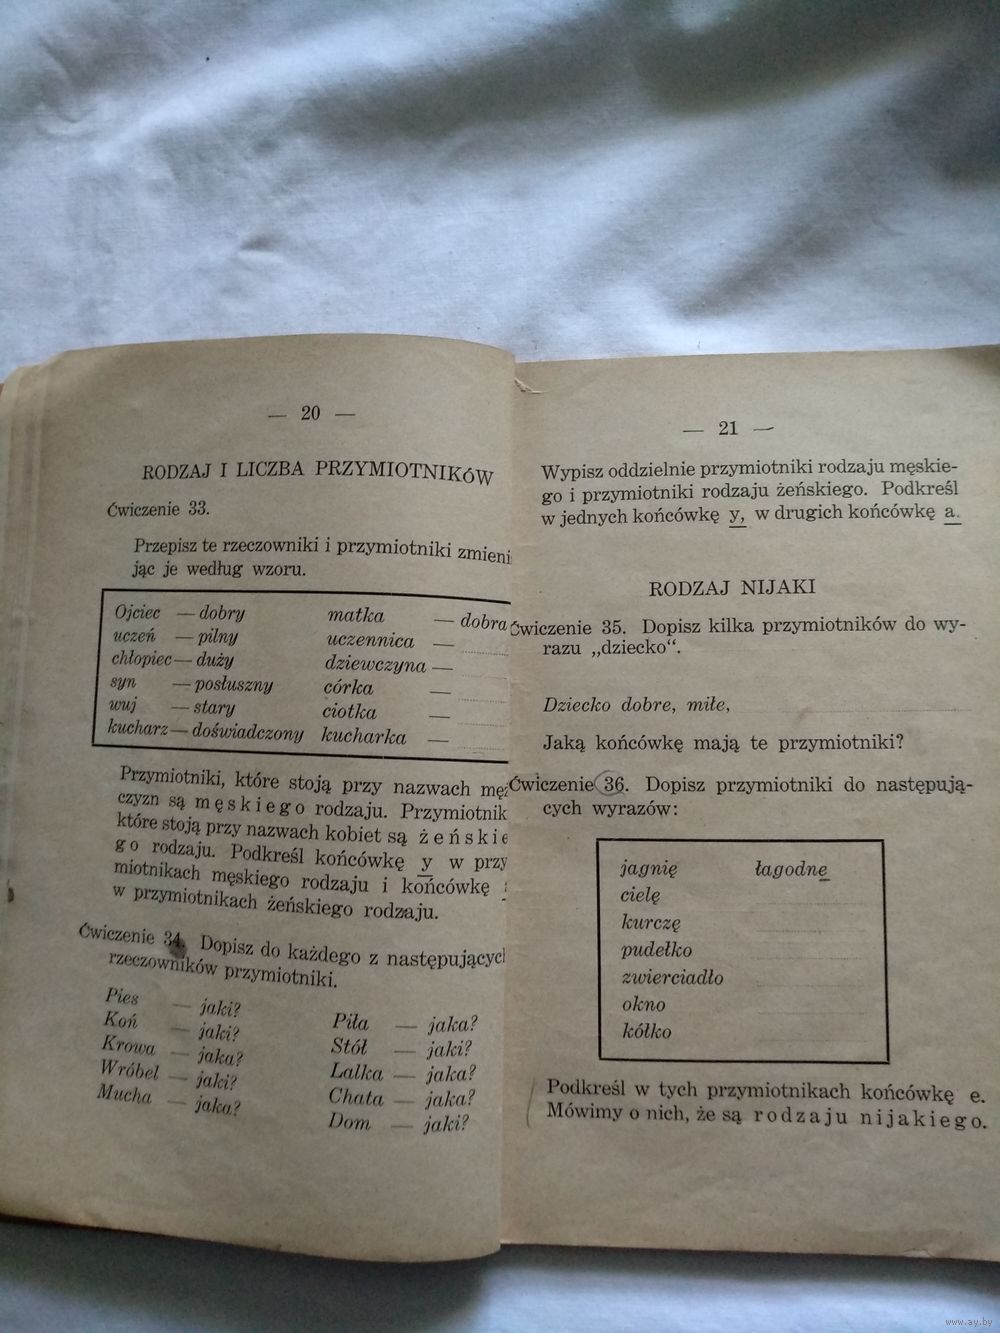 — 20 —
RODZAJ I LICZBA PRZYMIOTNIKÓW
Ćwiczenie 33.
Przepisz te rzeczowniki i przymiotniki zmieni
jąc je według wzoru.
Ojciec — dobry matka — dobra
uczeń — pilny uczennica —
chłopiec — duży dziewczyna —
syn — posłuszny córka —
wuj — stary ciotka —
kucharz — doświadczony kucharka —
Przymiotniki, które stoją przy nazwach męż
czyzn są męskiego rodzaju. Przymiotnik
które stoją przy nazwach kobiet są żeńskie
go rodzaju. Podkreśl końcówkę y w przy
miotnikach męskiego rodzaju i końcówkę
w przymiotnikach żeńskiego rodzaju.
Ćwiczenie 34. Dopisz do każdego z następującycl
rzeczowników przymiotniki.
Pies — jaki?
Koń — jaki?
Krowa — jaka?
Wróbel — jaki?
Mucha — jaka?
Piła — jaka?
Stół — jaki?
Lalka — jaka?
Chata — jaka?
Dom — jaki?
— 21 —
Wypisz oddzielnie przymiotniki rodzaju męskie-
go i przymiotniki rodzaju żeńskiego. Podkreśl
w jednych końcówkę y, w drugich końcówkę a.
RODZAJ NIJAKI
Ćwiczenie 35. Dopisz kilka przymiotników do wy-
razu „dziecko“.
Dziecko dobre, miłe,
Jaką końcówkę mają te przymiotniki?
Ćwiczenie 36. Dopisz przymiotniki do następują-
cych wyrazów:
jagnię łagodne
cielę
kurczę
pudełko
zwierciadło
okno
kółko
Podkreśl w tych przymiotnikach końcówkę e.
Mówimy o nich, że są rodzaju nijakiego.
www.ay.by